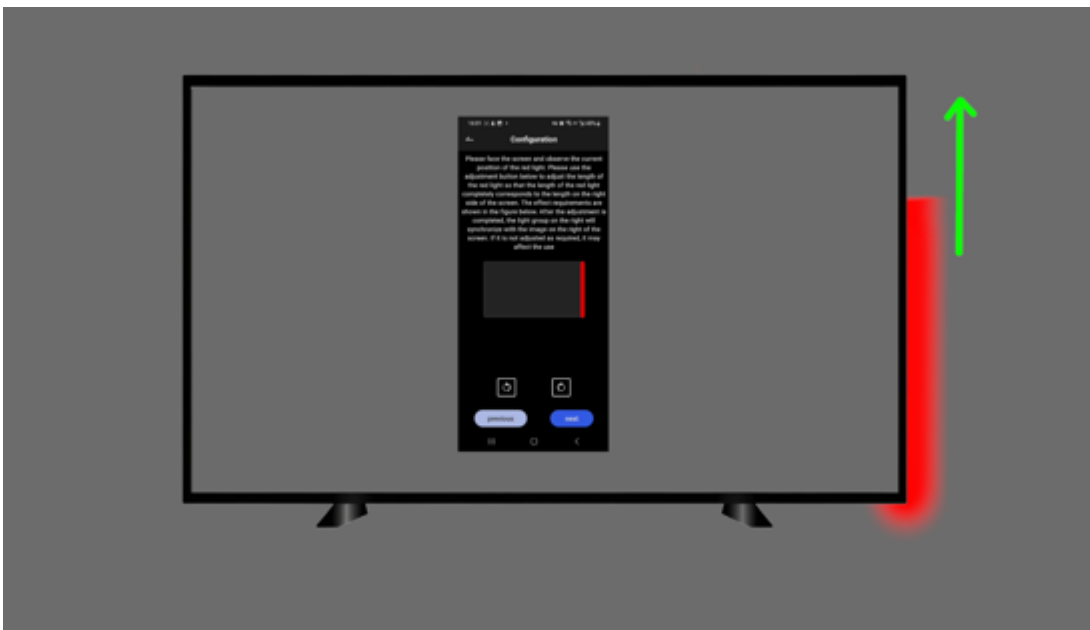 Configuration
Please face the screen and observe the current
position of the red light. Please use the
adjustment button below to adjust the length of
the red light so that the length of the red light
completely corresponds to the length on the right
side of the screen. The effect requirements are
shown in the figure below. After the adjustment is
completed, the light group on the right will
synchronize with the image on the right of the
screen. If it is not adjusted as required, it may
affect the use
previous
next